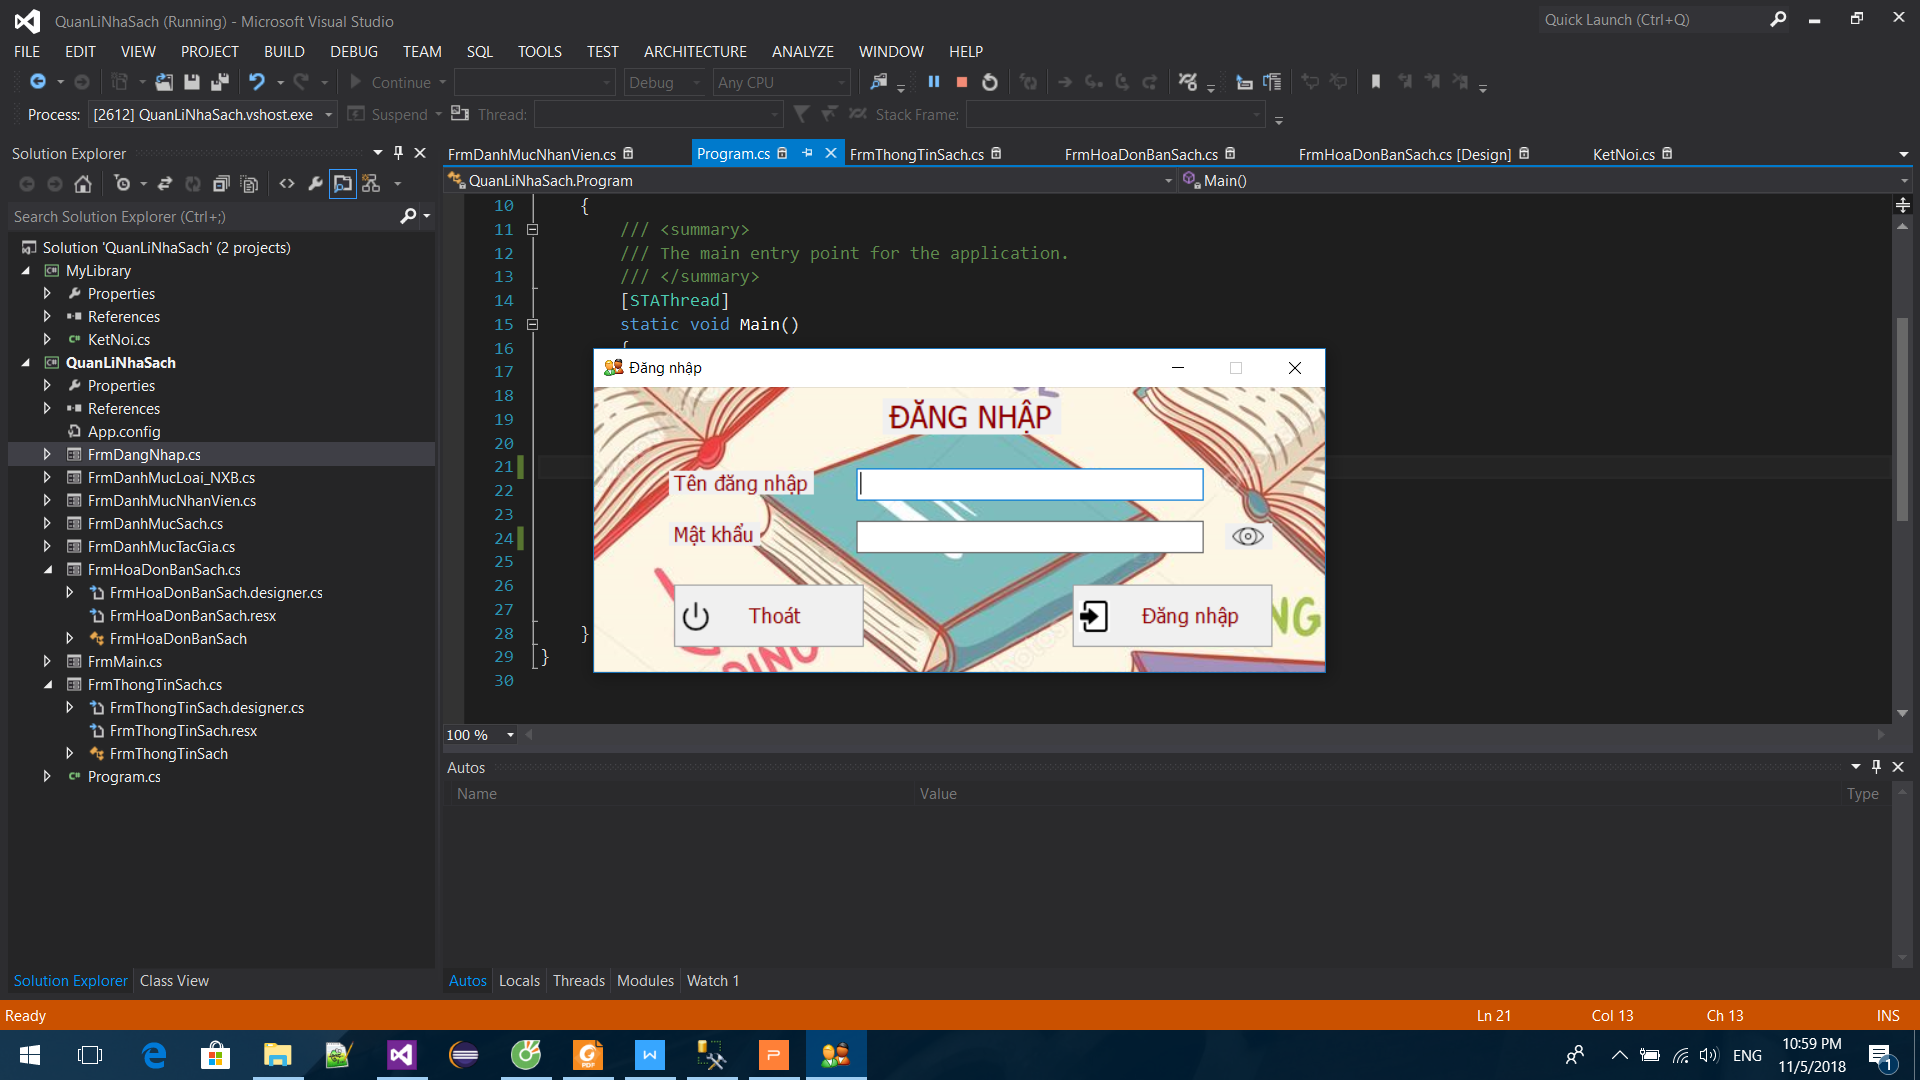 QuanLiNhaSach (Running) - Microsoft Visual Studio
Quick Launch (Ctrl+Q)
FILE EDIT VIEW PROJECT BUILD DEBUG TEAM SQL TOOLS TEST ARCHITECTURE ANALYZE WINDOW HELP
Continue Debug Any CPU
Process: [2612] QuanLiNhaSach.vshost.exe Suspend Thread: Stack Frame:
Solution Explorer
FrmDanhMucNhanVien.cs Program.cs FrmThongTinSach.cs FrmHoaDonBanSach.cs FrmHoaDonBanSach.cs [Design] KetNoi.cs
QuanLiNhaSach.Program Main()
Search Solution Explorer (Ctrl+;)
Solution 'QuanLiNhaSach' (2 projects)
MyLibrary
Properties
References
KetNoi.cs
QuanLiNhaSach
Properties
References
App.config
FrmDangNhap.cs
FrmDanhMucLoai_NXB.cs
FrmDanhMucNhanVien.cs
FrmDanhMucSach.cs
FrmDanhMucTacGia.cs
FrmHoaDonBanSach.cs
FrmHoaDonBanSach.designer.cs
FrmHoaDonBanSach.resx
FrmHoaDonBanSach
FrmMain.cs
FrmThongTinSach.cs
FrmThongTinSach.designer.cs
FrmThongTinSach.resx
FrmThongTinSach
Program.cs
Solution Explorer Class View
10 {
11 /// <summary>
12 /// The main entry point for the application.
13 /// </summary>
14 [STAThread]
15 static void Main()
16 {
17
18
19
20
21
22
23
24
25
26
27
28 }
29 }
30
Đăng nhập
ĐĂNG NHẬP
Tên đăng nhập
Mật khẩu
Thoát
Đăng nhập
NG
DING
100 %
Autos
Name Value Type
Autos Locals Threads Modules Watch 1
Ready Ln 21 Col 13 Ch 13 INS
ENG
10:59 PM
11/5/2018
1